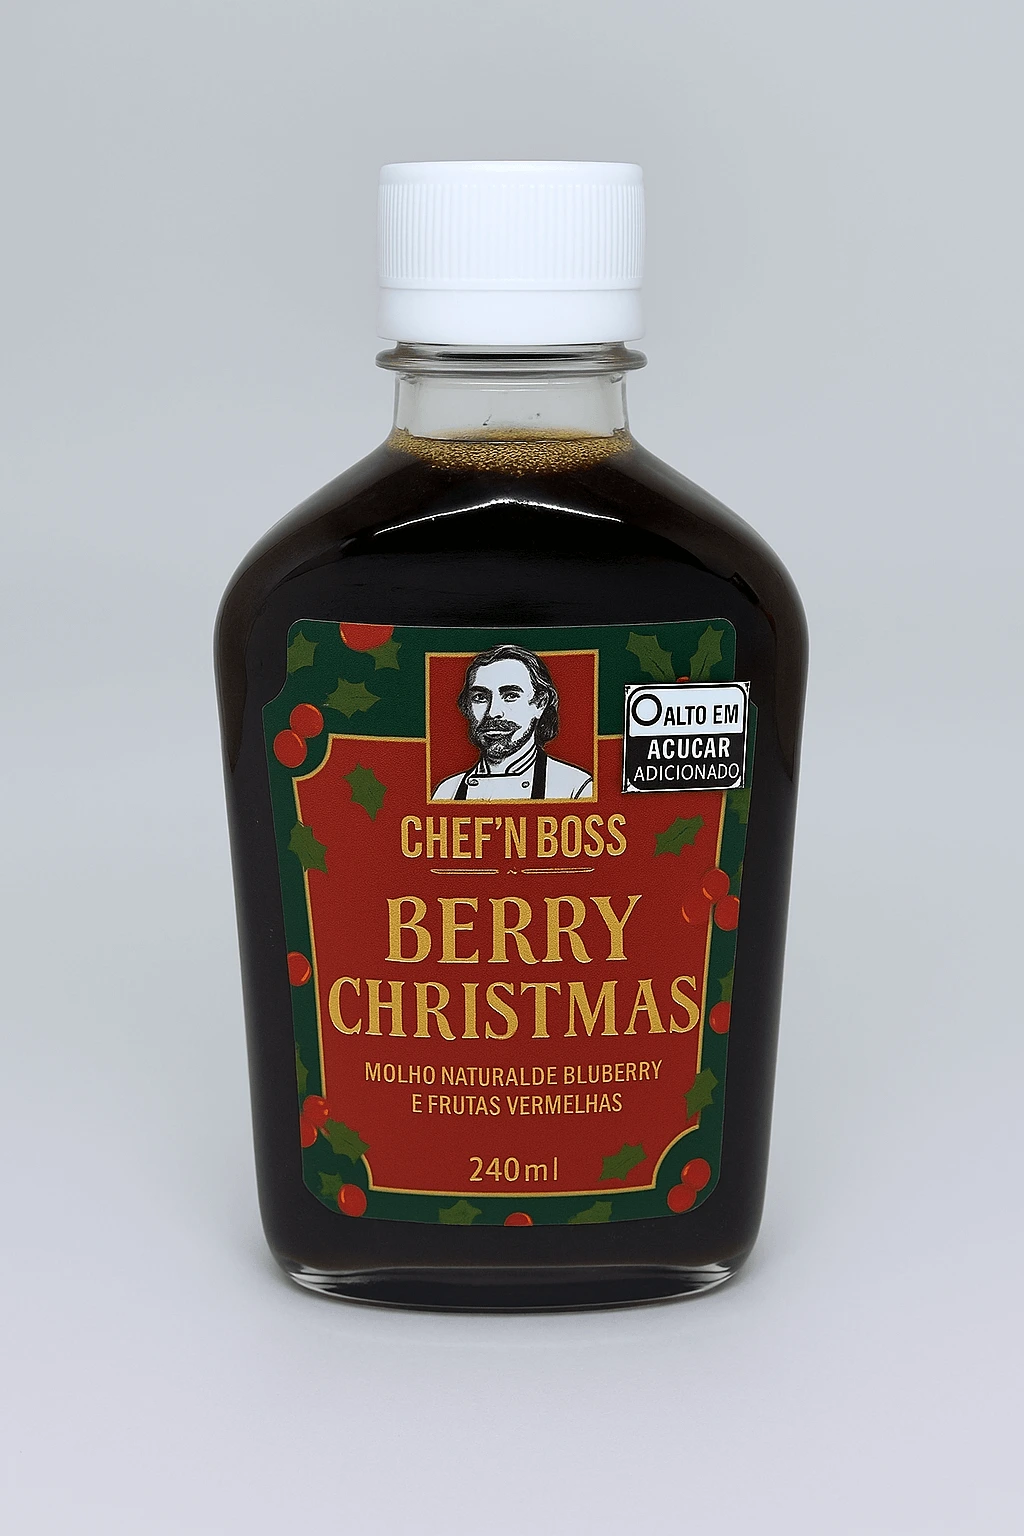 ALTO EM
ACUCAR
ADICIONADO
CHEF'N BOSS
BERRY
CHRISTMAS
MOLHO NATURALDE BLUBERRY
E FRUTAS VERMELHAS
240ml